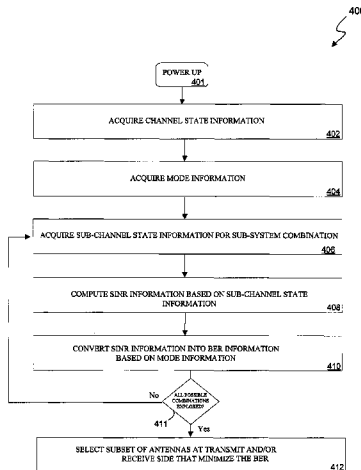 400
POWER UP
401
ACQUIRE CHANNEL STATE INFORMATION
402
ACQUIRE MODE INFORMATION
404
ACQUIRE SUB-CHANNEL STATE INFORMATION FOR SUB-SYSTEM COMBINATION
406
COMPUTE SINR INFORMATION BASED ON SUB-CHANNEL STATE
INFORMATION
408
CONVERT SINR INFORMATION INTO BER INFORMATION
BASED ON MODE INFORMATION
410
No
ALL POSSIBLE
COMBINATIONS
EXPLORED?
411
Yes
SELECT SUBSET OF ANTENNAS AT TRANSMIT AND/OR
RECEIVE SIDE THAT MINIMIZE THE BER
412